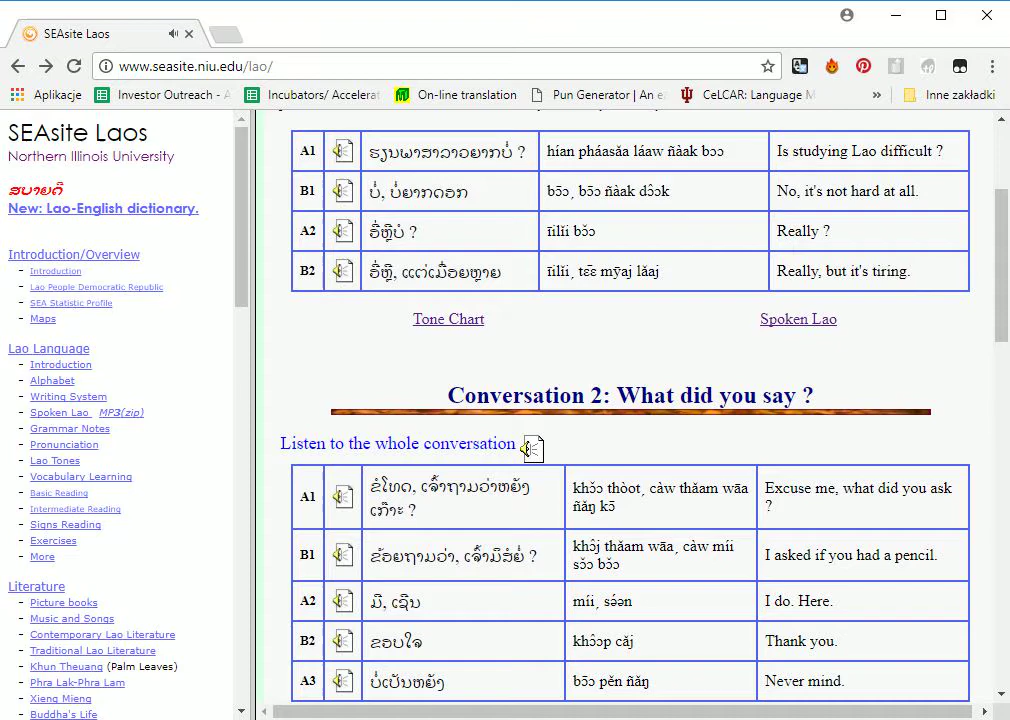 SEAsite Laos
www.seasite.niu.edu/lao/
Aplikacje
Investor Outreach -
Incubators/ Accelerat
On-line translation
Pun Generator | An e
CeLCAR: Language M
»
Inne zakładki
SEAsite Laos
Northern Illinois University
ສບາຍດີ
New: Lao-English dictionary.
Introduction/Overview
- Introduction
- Lao People Democratic Republic
- SEA Statistic Profile
- Maps
Lao Language
- Introduction
- Alphabet
- Writing System
- Spoken Lao MP3(zip)
- Grammar Notes
- Pronunciation
- Lao Tones
- Vocabulary Learning
- Basic Reading
- Intermediate Reading
- Signs Reading
- Exercises
- More
Literature
- Picture books
- Music and Songs
- Contemporary Lao Literature
- Traditional Lao Literature
- Khun Theuang (Palm Leaves)
- Phra Lak-Phra Lam
- Xieng Mieng
- Buddha's Life
A1 ຮຽນພາສາລາວຍາກບໍ່ ? hían pháasǎa láaw ñàak bɔɔ Is studying Lao difficult ?
B1 ບໍ່, ບໍ່ຍາກດອກ bɔ̄ɔ, bɔ̄ɔ ñàak dɔ̂ɔk No, it's not hard at all.
A2 ອີ່ຫຼີບໍ ? īilǐi bɔ̌ɔ Really ?
B2 ອີ່ຫຼີ, ແຕ່ເມື່ອຍຫຼາຍ īilǐi, tɛ̄ɛ mȳaj lǎaj Really, but it's tiring.
Tone Chart Spoken Lao
Conversation 2: What did you say ?
Listen to the whole conversation
A1 ຂໍໂທດ, ເຈົ້າຖາມວ່າຫຍັງ khɔ̌ɔ thòot, càw thǎam wāa Excuse me, what did you ask
ເກາະ ? ñǎŋ kɔ̄ ?
B1 ຂ້ອຍຖາມວ່າ, ເຈົ້າມີສໍບໍ່ ? khɔ̂j thǎam wāa, càw míi I asked if you had a pencil.
sɔ̌ɔ bɔ̌ɔ
A2 ມີ, ເຊີນ míi, sə́ən I do. Here.
B2 ຂອບໃຈ khɔ̂ɔp cǎj Thank you.
A3 ບໍ່ເປັນຫຍັງ bɔ̄ɔ pěn ñǎŋ Never mind.